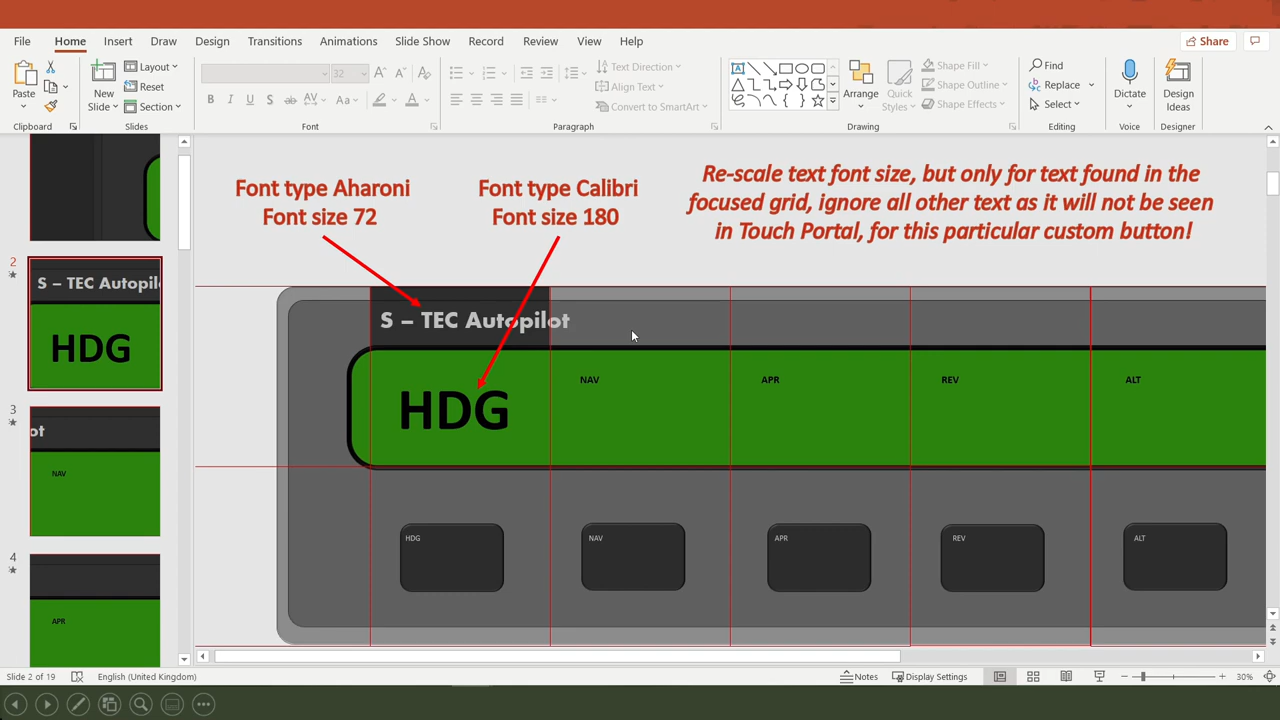 File Home Insert Draw Design Transitions Animations Slide Show Record Review View Help Share
Paste
Clipboard
New
Slide
Layout
Reset
Section
Slides
32
B I U S ab AV Aa A
Font
Text Direction
Align Text
Convert to SmartArt
Paragraph
Arrange
Quick
Styles
Shape Fill
Shape Outline
Shape Effects
Drawing
Find
Replace
Select
Editing
Dictate
Voice
Design
Ideas
Designer
2
S – TEC Autopilo
HDG
3
ot
NAV
4
APR
Font type Aharoni
Font size 72
Font type Calibri
Font size 180
Re-scale text font size, but only for text found in the
focused grid, ignore all other text as it will not be seen
in Touch Portal, for this particular custom button!
S – TEC Autopilot
HDG NAV APR REV ALT
HDG NAV APR REV ALT
Slide 2 of 19 English (United Kingdom) Notes Display Settings 30%